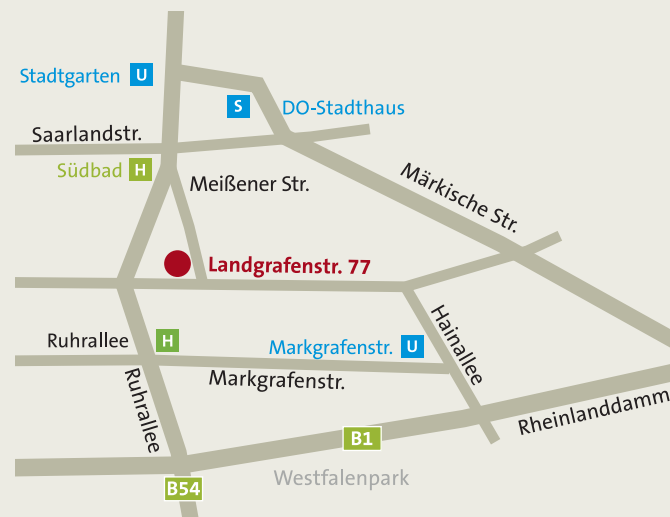 Stadtgarten U
S DO-Stadthaus
Saarlandstr.
Südbad H
Meißener Str.
Märkische Str.
Landgrafenstr. 77
Hainallee
Ruhrallee H
Markgrafenstr. U
Markgrafenstr.
Ruhrallee
Rheinlanddamm
B1
Westfalenpark
B54